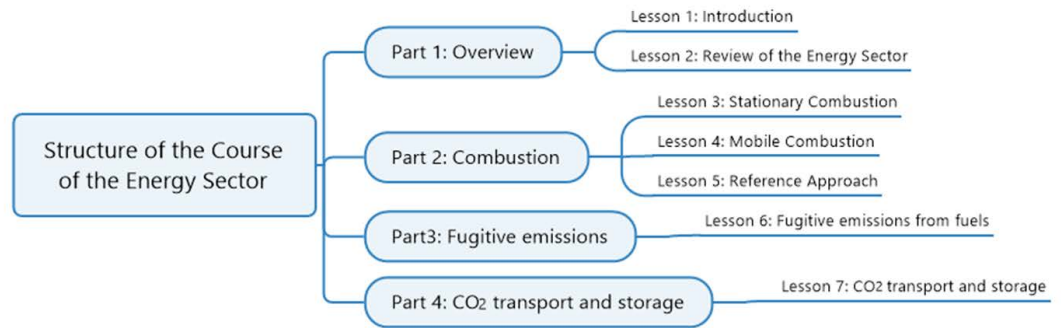 Structure of the Course
of the Energy Sector
Part 1: Overview
Lesson 1: Introduction
Lesson 2: Review of the Energy Sector
Part 2: Combustion
Lesson 3: Stationary Combustion
Lesson 4: Mobile Combustion
Lesson 5: Reference Approach
Part3: Fugitive emissions
Lesson 6: Fugitive emissions from fuels
Part 4: CO2 transport and storage
Lesson 7: CO2 transport and storage